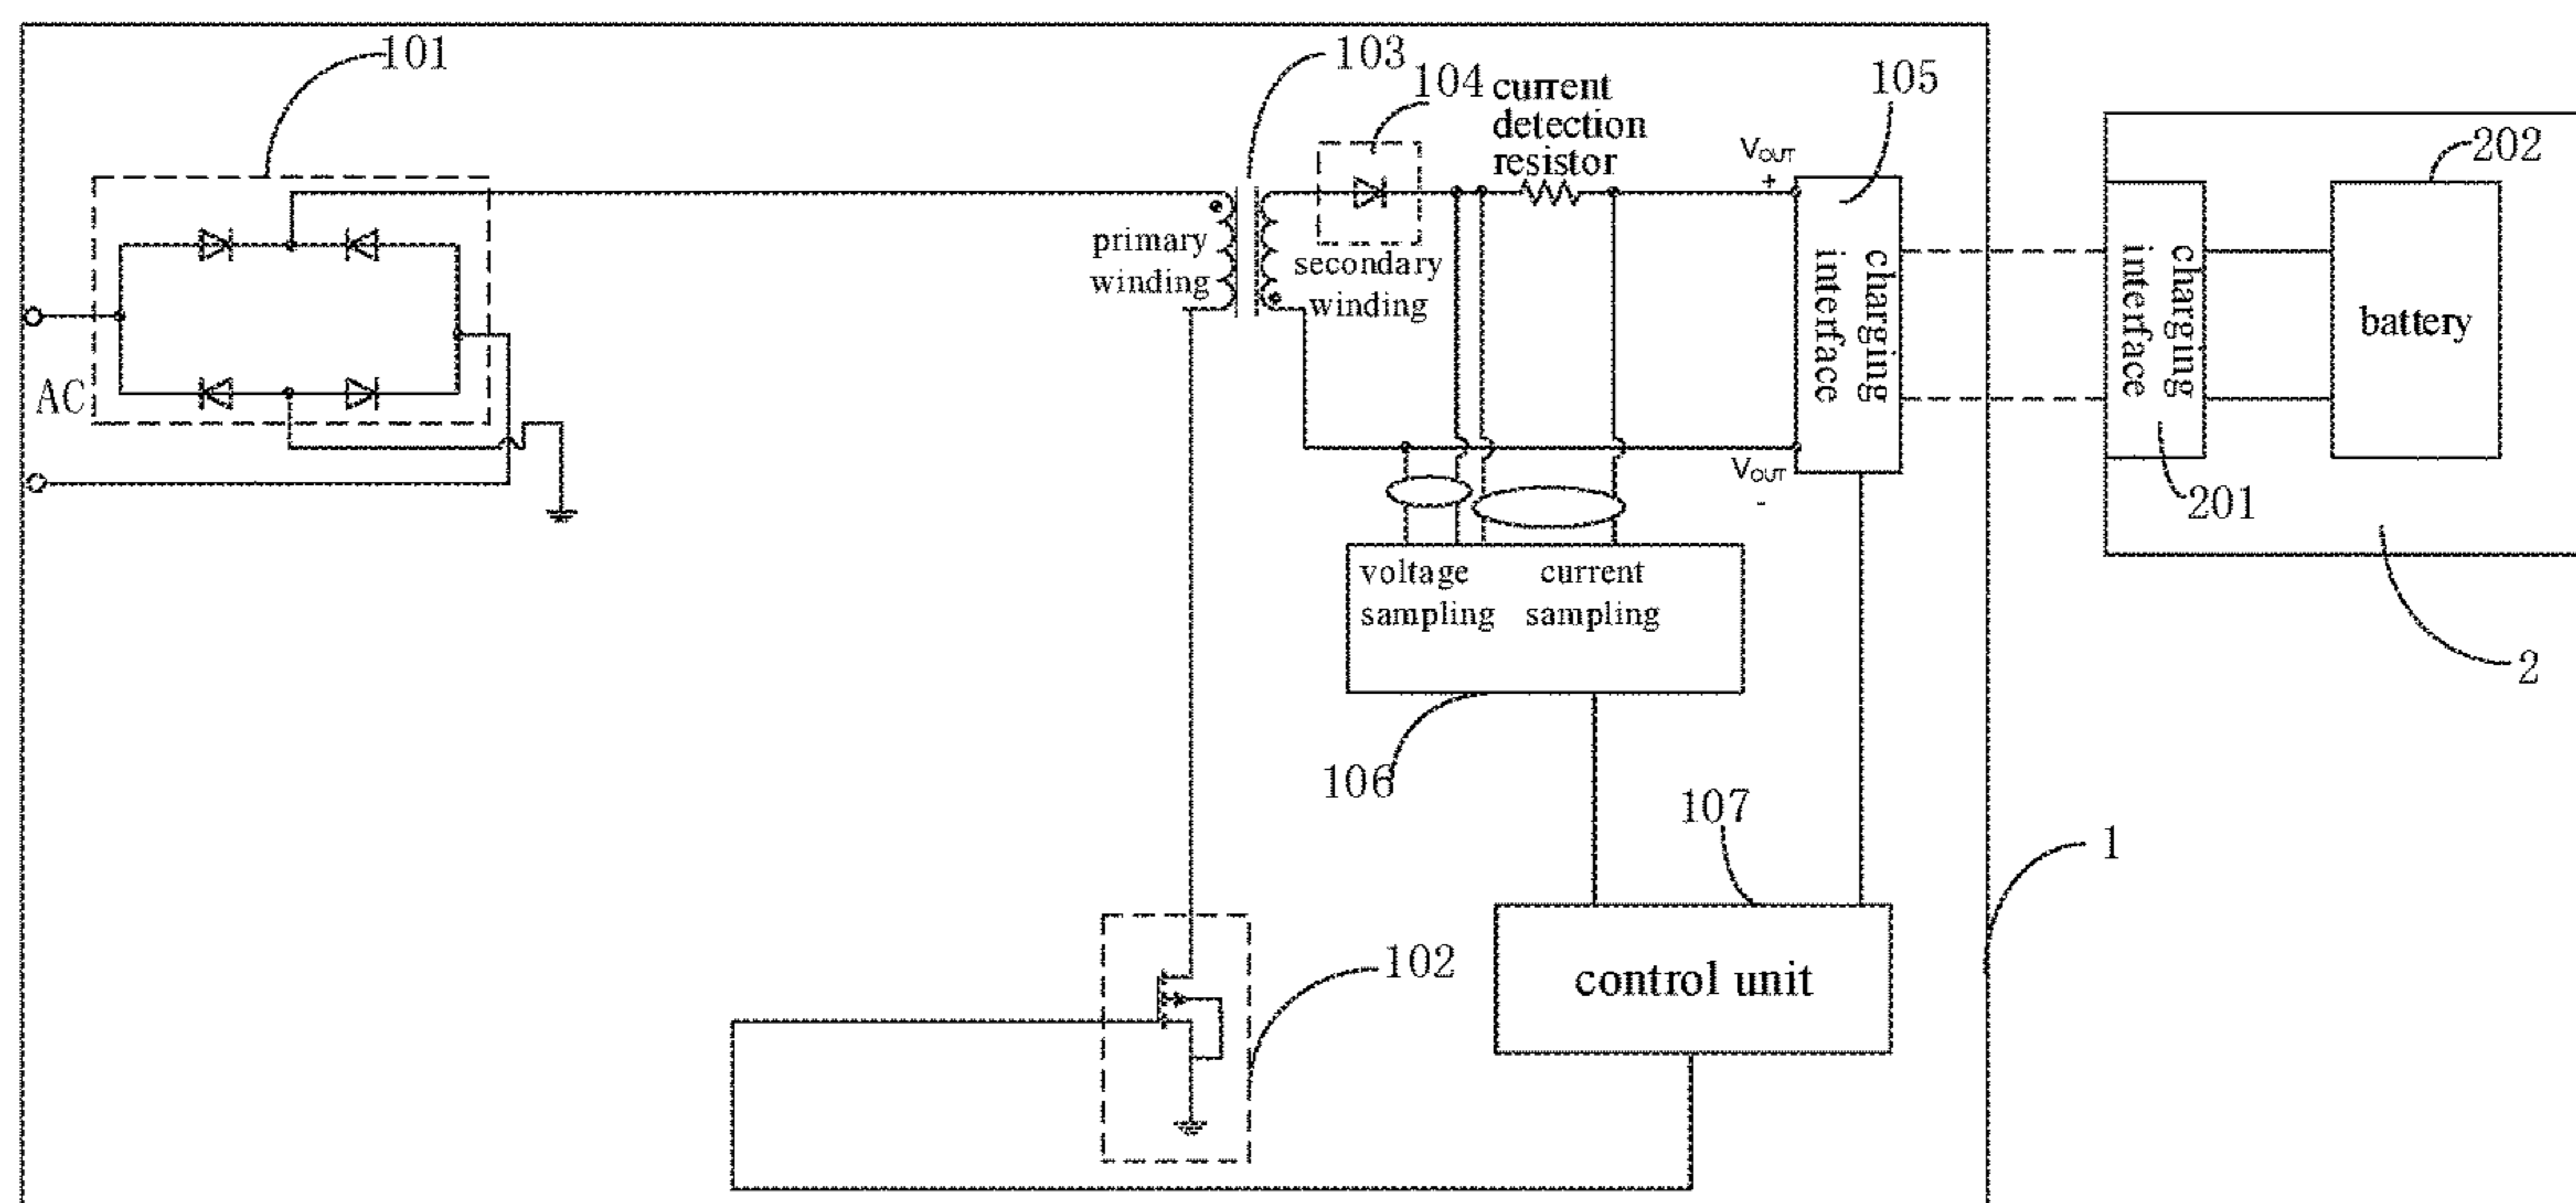 101
103
104
current
detection
resistor
105
VOUT
+
202
primary
winding
secondary
winding
charging
interface
charging
interface
battery
AC
VOUT
-
201
voltage
sampling
current
sampling
2
106
107
1
102
control unit